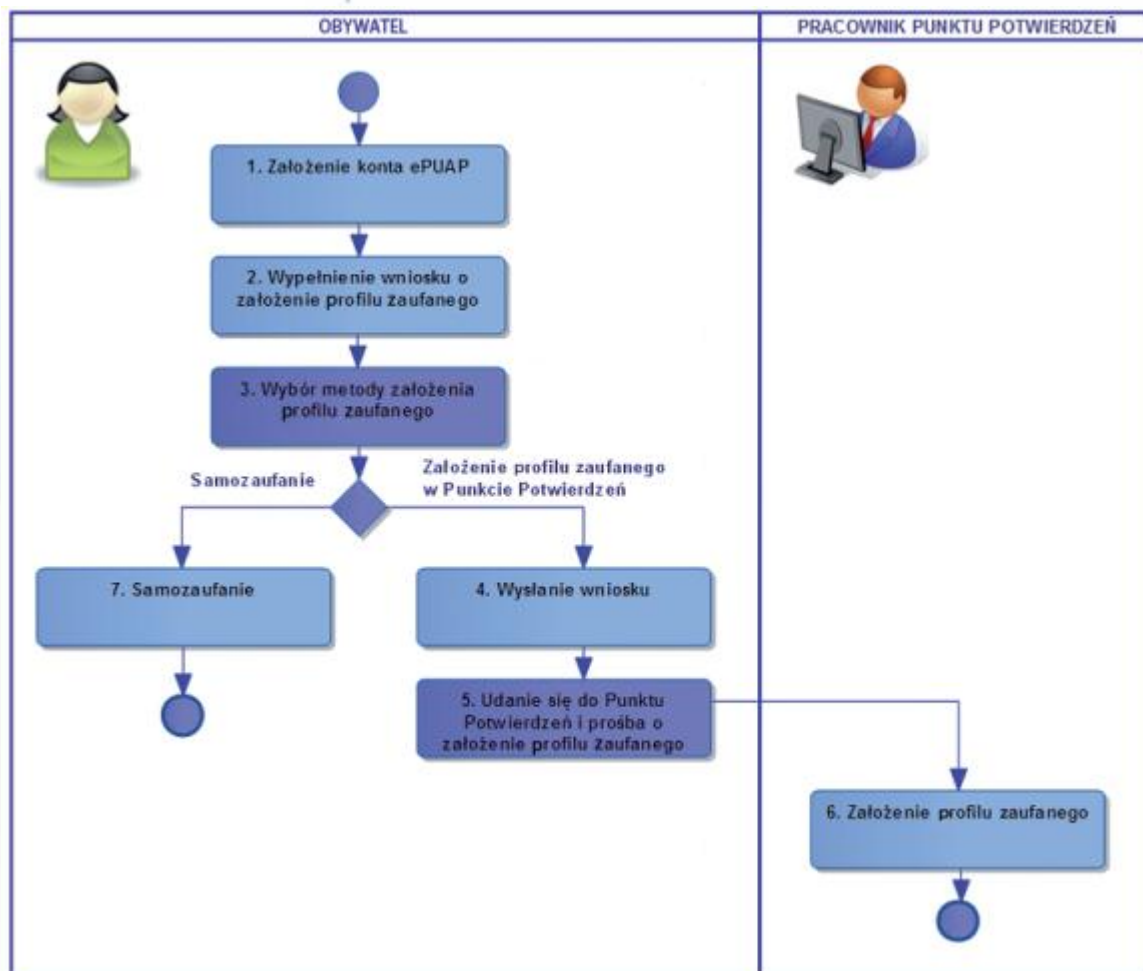 OBYWATEL
PRACOWNIK PUNKTU POTWIERDZEŃ
1. Założenie konta ePUAP
2. Wypełnienie wniosku o
założenie profilu zaufanego
3. Wybór metody założenia
profilu zaufanego
Samozaufanie
Założenie profilu zaufanego
w Punkcie Potwierdzeń
7. Samozaufanie
4. Wysłanie wniosku
5. Udanie się do Punktu
Potwierdzeń i prośba o
założenie profilu zaufanego
6. Założenie profilu zaufanego